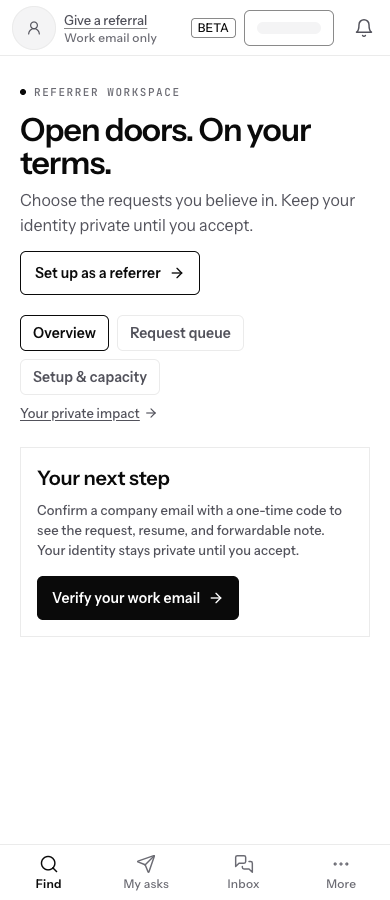 Give a referral
Work email only
BETA
REFERRER WORKSPACE
Open doors. On your
terms.
Choose the requests you believe in. Keep your
identity private until you accept.
Set up as a referrer →
Overview
Request queue
Setup & capacity
Your private impact →
Your next step
Confirm a company email with a one-time code to
see the request, resume, and forwardable note.
Your identity stays private until you accept.
Verify your work email →
Find
My asks
Inbox
More